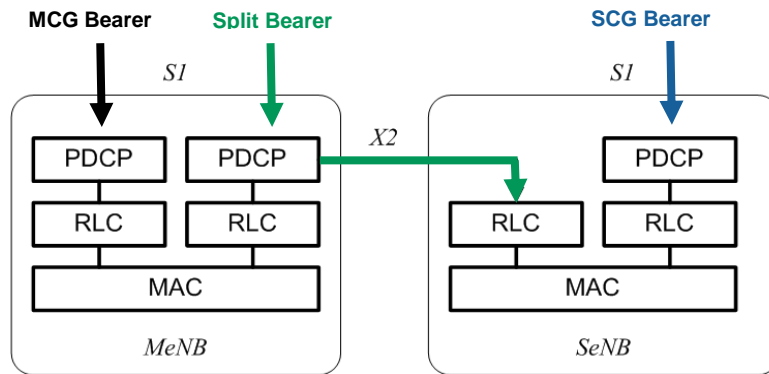 MCG Bearer
Split Bearer
SCG Bearer
S1
S1
PDCP
PDCP
X2
PDCP
RLC
RLC
RLC
RLC
MAC
MAC
MeNB
SeNB